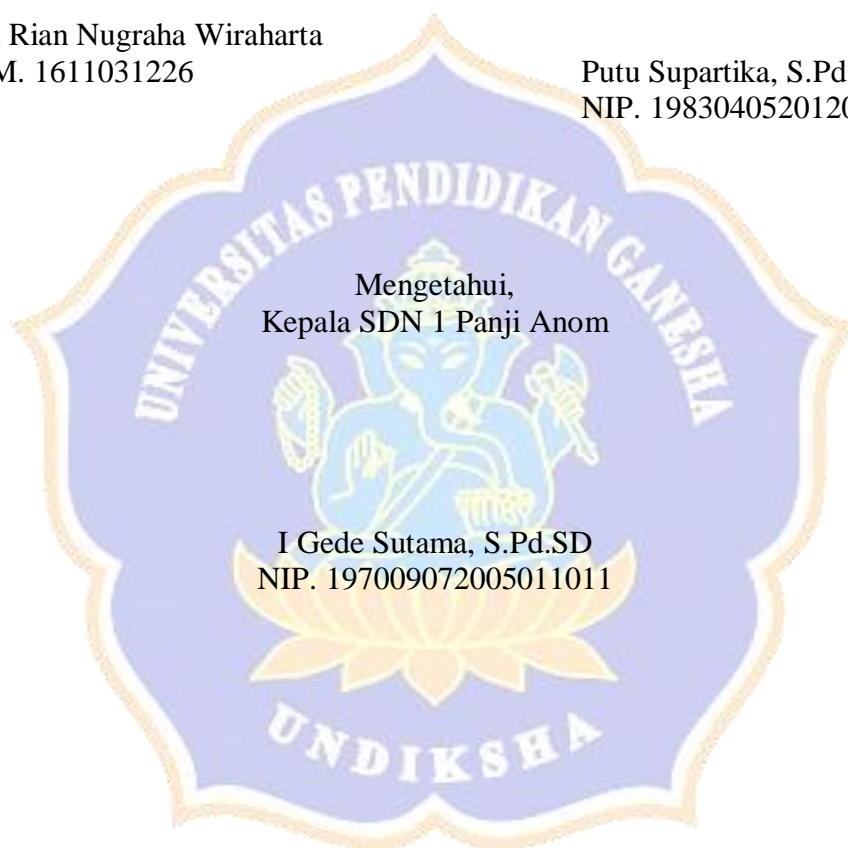 Rian Nugraha Wiraharta
M. 1611031226
Putu Supartika, S.Pd.
NIP. 1983040520120
UNIVERSITAS PENDIDIKAN GANESHA
Mengetahui,
Kepala SDN 1 Panji Anom
I Gede Sutama, S.Pd.SD
NIP. 197009072005011011
UNDIKSHA